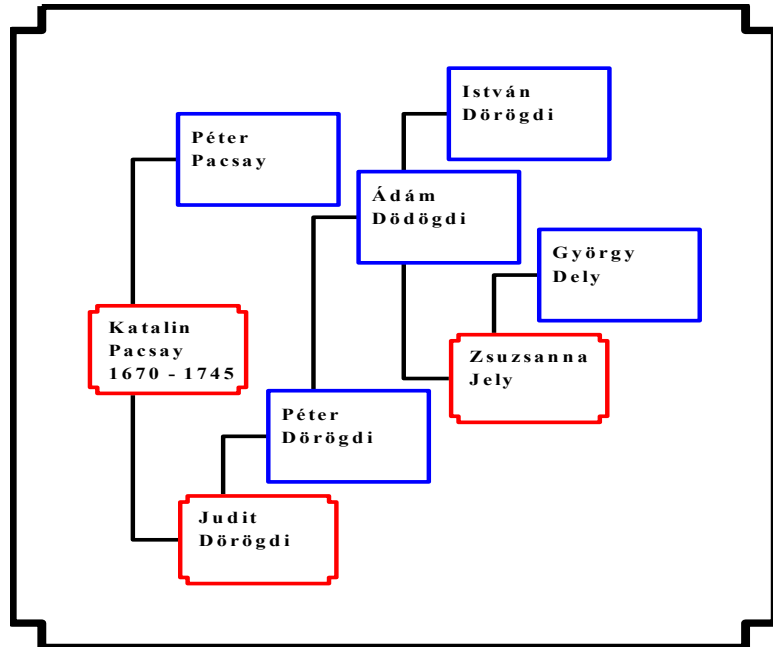 István
Dörögdi
Péter
Pacsay
Ádám
Dödögdi
György
Dely
Katalin
Pacsay
1670 - 1745
Zsuzsanna
Jely
Péter
Dörögdi
Judit
Dörögdi